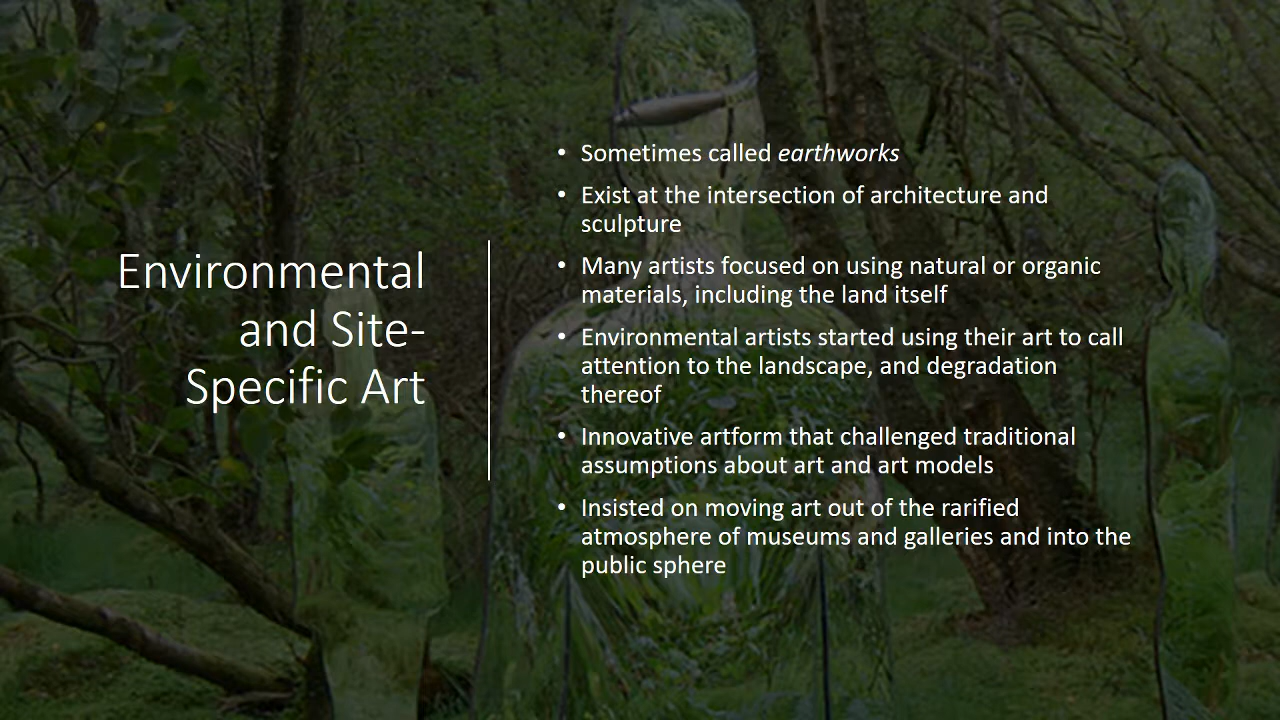 Environmental
and Site-
Specific Art
• Sometimes called earthworks
• Exist at the intersection of architecture and
sculpture
• Many artists focused on using natural or organic
materials, including the land itself
• Environmental artists started using their art to call
attention to the landscape, and degradation
thereof
• Innovative artform that challenged traditional
assumptions about art and art models
• Insisted on moving art out of the rarified
atmosphere of museums and galleries and into the
public sphere